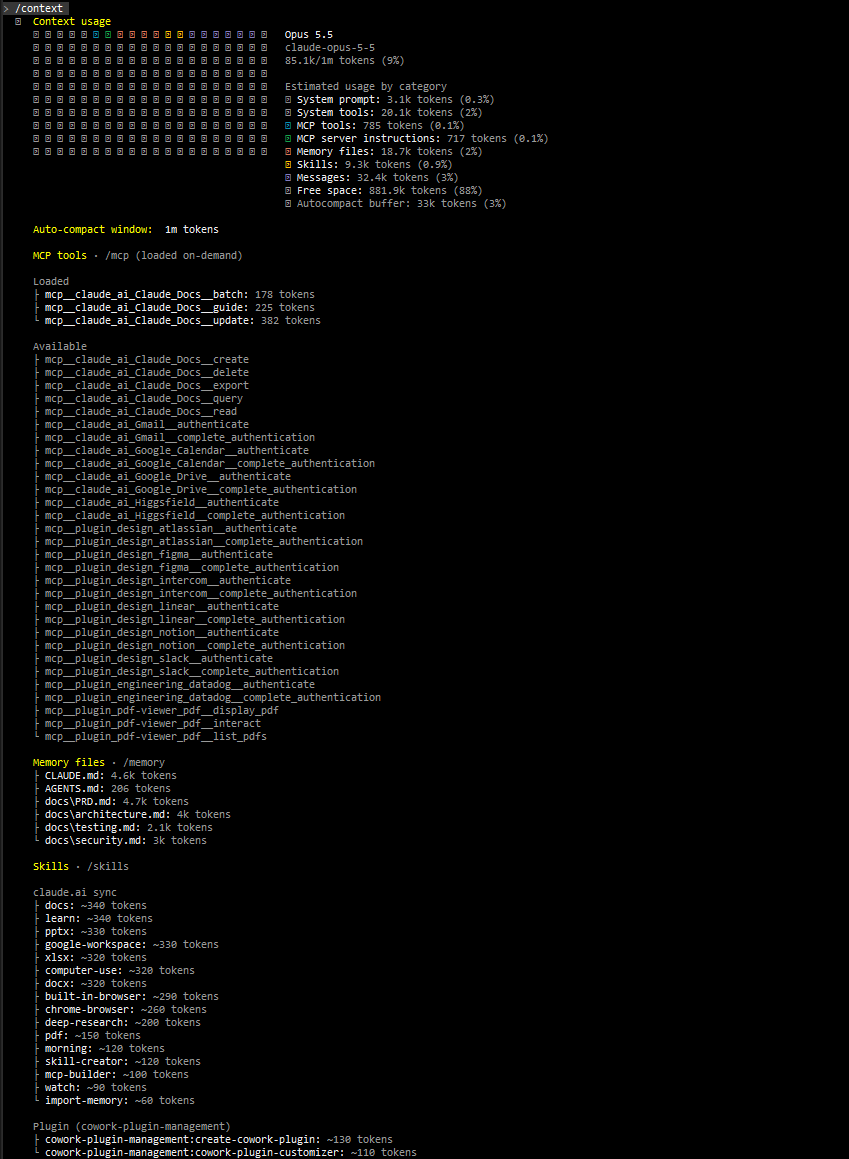 > /context
Context usage
Opus 5.5
claude-opus-5-5
85.1k/1m tokens (9%)
Estimated usage by category
System prompt: 3.1k tokens (0.3%)
System tools: 20.1k tokens (2%)
MCP tools: 785 tokens (0.1%)
MCP server instructions: 717 tokens (0.1%)
Memory files: 18.7k tokens (2%)
Skills: 9.3k tokens (0.9%)
Messages: 32.4k tokens (3%)
Free space: 881.9k tokens (88%)
Autocompact buffer: 33k tokens (3%)
Auto-compact window: 1m tokens
MCP tools · /mcp (loaded on-demand)
Loaded
├ mcp__claude_ai_Claude_Docs__batch: 178 tokens
├ mcp__claude_ai_Claude_Docs__guide: 225 tokens
└ mcp__claude_ai_Claude_Docs__update: 382 tokens
Available
├ mcp__claude_ai_Claude_Docs__create
├ mcp__claude_ai_Claude_Docs__delete
├ mcp__claude_ai_Claude_Docs__export
├ mcp__claude_ai_Claude_Docs__query
├ mcp__claude_ai_Claude_Docs__read
├ mcp__claude_ai_Gmail__authenticate
├ mcp__claude_ai_Gmail__complete_authentication
├ mcp__claude_ai_Google_Calendar__authenticate
├ mcp__claude_ai_Google_Calendar__complete_authentication
├ mcp__claude_ai_Google_Drive__authenticate
├ mcp__claude_ai_Google_Drive__complete_authentication
├ mcp__claude_ai_Higgsfield__authenticate
├ mcp__claude_ai_Higgsfield__complete_authentication
├ mcp__plugin_design_atlassian__authenticate
├ mcp__plugin_design_atlassian__complete_authentication
├ mcp__plugin_design_figma__authenticate
├ mcp__plugin_design_figma__complete_authentication
├ mcp__plugin_design_intercom__authenticate
├ mcp__plugin_design_intercom__complete_authentication
├ mcp__plugin_design_linear__authenticate
├ mcp__plugin_design_linear__complete_authentication
├ mcp__plugin_design_notion__authenticate
├ mcp__plugin_design_notion__complete_authentication
├ mcp__plugin_design_slack__authenticate
├ mcp__plugin_design_slack__complete_authentication
├ mcp__plugin_engineering_datadog__authenticate
├ mcp__plugin_engineering_datadog__complete_authentication
├ mcp__plugin_pdf-viewer_pdf__display_pdf
├ mcp__plugin_pdf-viewer_pdf__interact
└ mcp__plugin_pdf-viewer_pdf__list_pdfs
Memory files · /memory
├ CLAUDE.md: 4.6k tokens
├ AGENTS.md: 206 tokens
├ docs\PRD.md: 4.7k tokens
├ docs\architecture.md: 4k tokens
├ docs\testing.md: 2.1k tokens
└ docs\security.md: 3k tokens
Skills · /skills
claude.ai sync
├ docs: ~340 tokens
├ learn: ~340 tokens
├ pptx: ~330 tokens
├ google-workspace: ~330 tokens
├ xlsx: ~320 tokens
├ computer-use: ~320 tokens
├ docx: ~320 tokens
├ built-in-browser: ~290 tokens
├ chrome-browser: ~260 tokens
├ deep-research: ~200 tokens
├ pdf: ~150 tokens
├ morning: ~120 tokens
├ skill-creator: ~120 tokens
├ mcp-builder: ~100 tokens
├ watch: ~90 tokens
└ import-memory: ~60 tokens
Plugin (cowork-plugin-management)
├ cowork-plugin-management:create-cowork-plugin: ~130 tokens
└ cowork-plugin-management:cowork-plugin-customizer: ~110 tokens